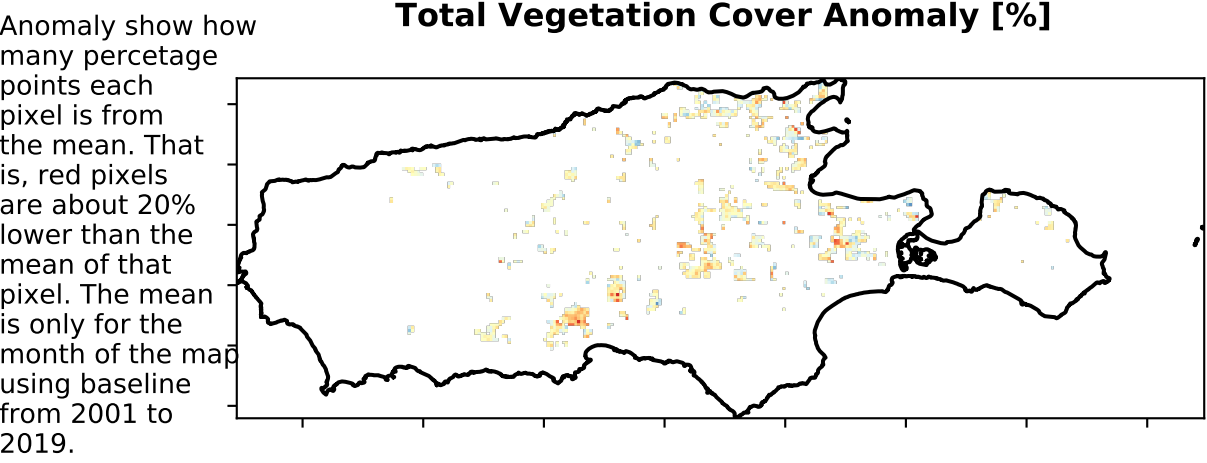 Total Vegetation Cover Anomaly [%]
Anomaly show how
many percetage
points each
pixel is from
the mean. That
is, red pixels
are about 20%
lower than the
mean of that
pixel. The mean
is only for the
month of the map
using baseline
from 2001 to
2019.